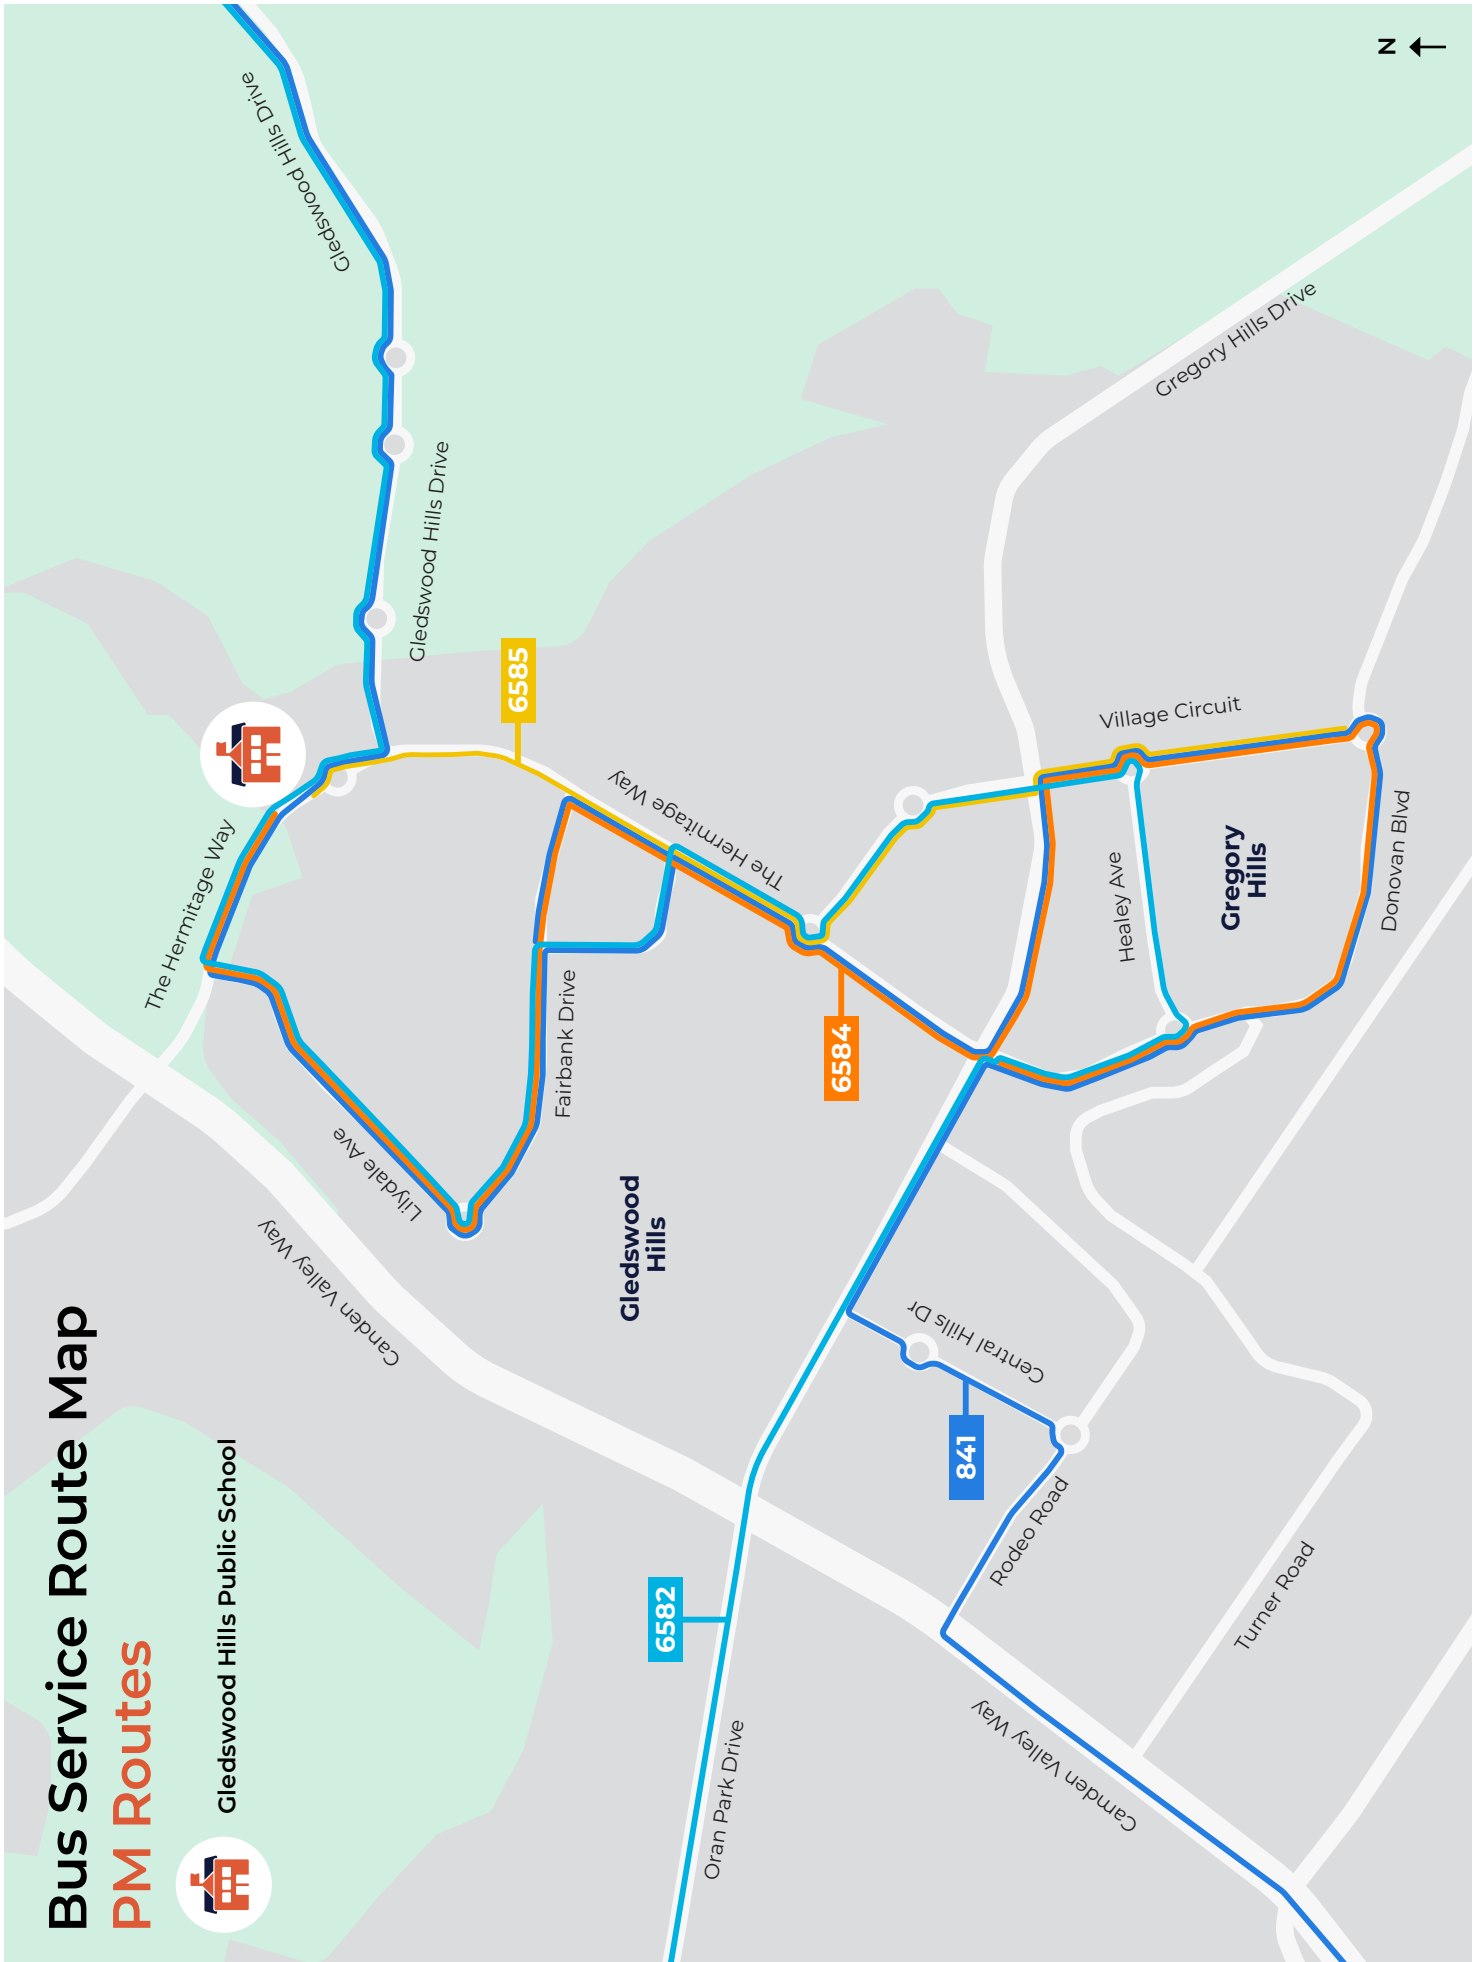 Bus Service Route Map
PM Routes
Gledswood Hills Public School
N
Gledswood Hills Drive
Gledswood Hills Drive
The Hermitage Way
6585
The Hermitage Way
Camden Valley Way
Lilydale Ave
Fairbank Drive
Gledswood
Hills
6584
6582
Oran Park Drive
841
Central Hills Dr
Rodeo Road
Camden Valley Way
Turner Road
Healey Ave
Village Circuit
Gregory
Hills
Donovan Blvd
Gregory Hills Drive